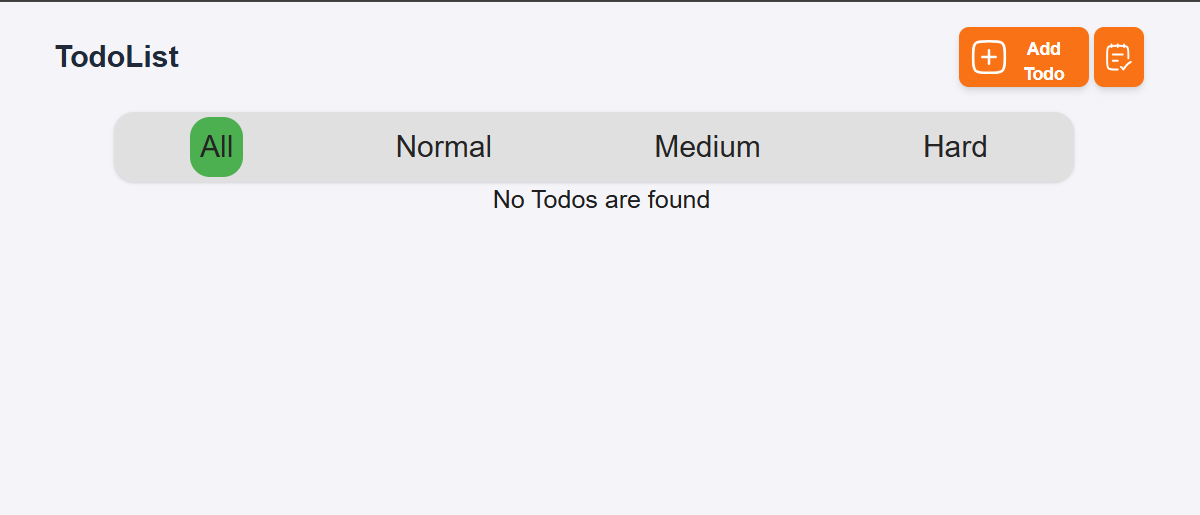 TodoList
Add
Todo
All
Normal
Medium
Hard
No Todos are found